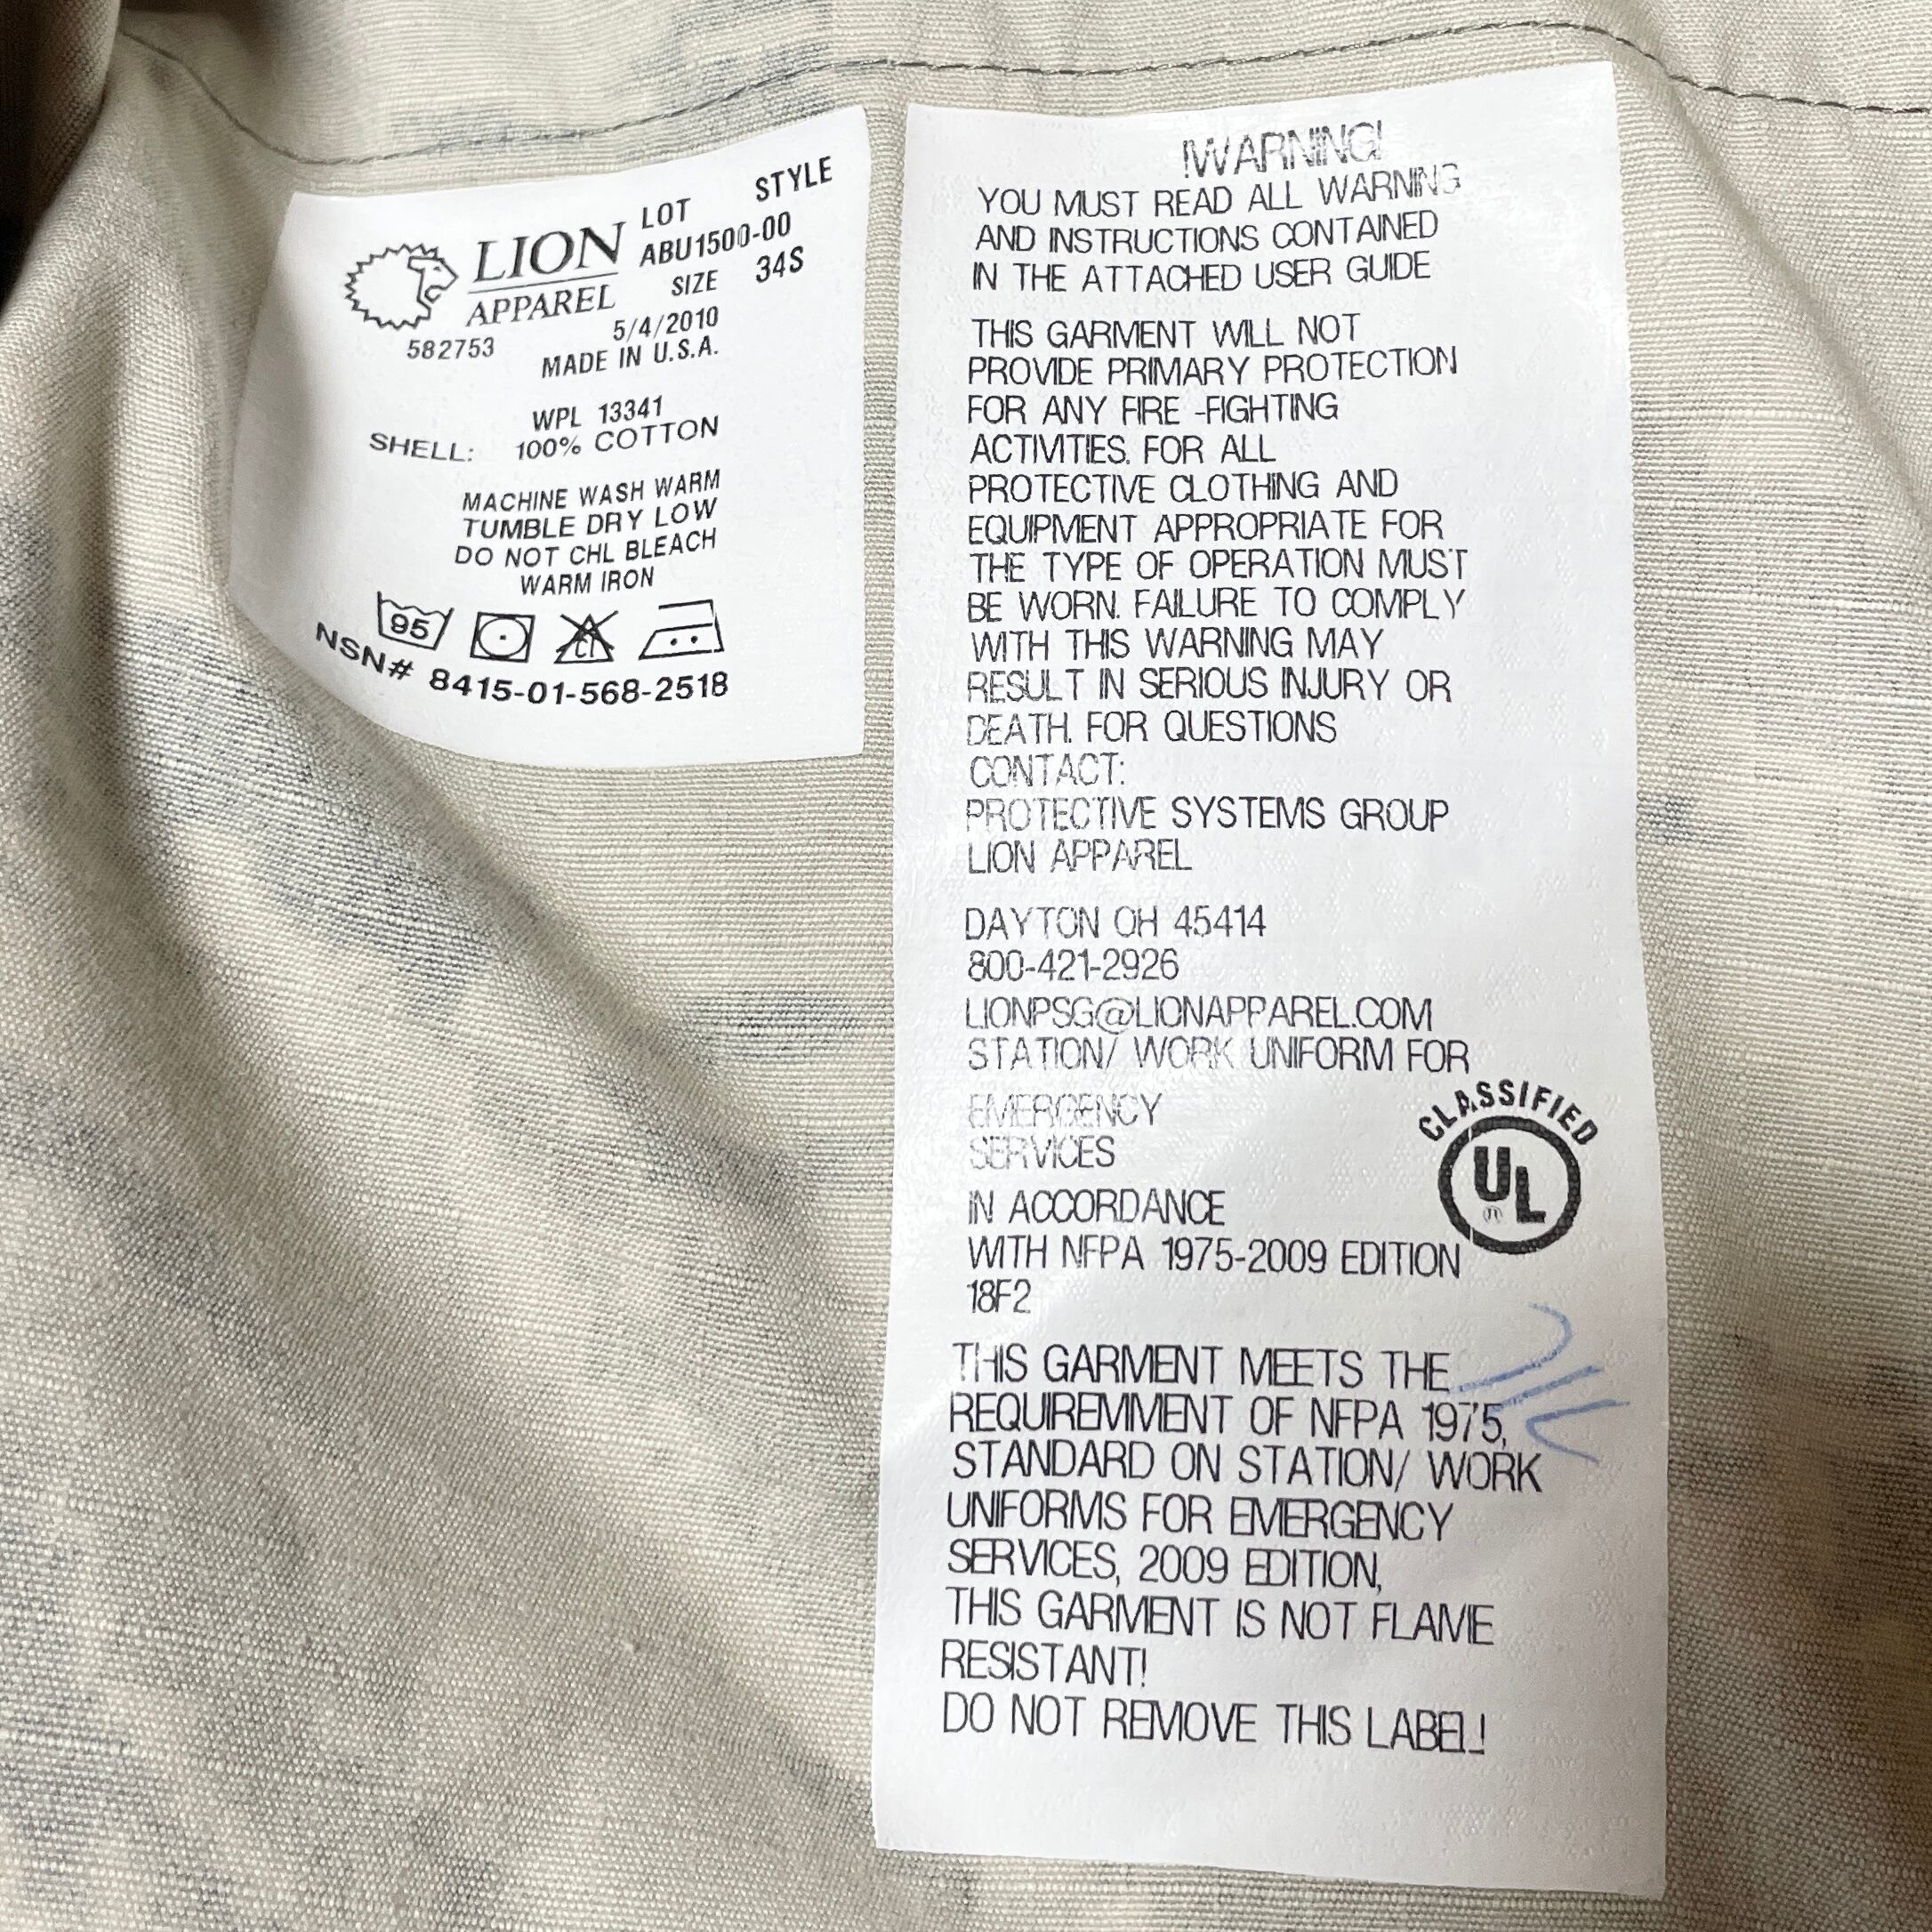 LION
APPAREL
582753
LOT STYLE
ABU1500-00
SIZE 34S
5/4/2010
MADE IN U.S.A.
WPL 13341
SHELL: 100% COTTON
MACHINE WASH WARM
TUMBLE DRY LOW
DO NOT CHL BLEACH
WARM IRON
95 cl
NSN# 8415-01-568-2518
!WARNING!
YOU MUST READ ALL WARNING
AND INSTRUCTIONS CONTAINED
IN THE ATTACHED USER GUIDE
THIS GARMENT WILL NOT
PROVIDE PRIMARY PROTECTION
FOR ANY FIRE -FIGHTING
ACTIVITIES. FOR ALL
PROTECTIVE CLOTHING AND
EQUIPMENT APPROPRIATE FOR
THE TYPE OF OPERATION MUST
BE WORN. FAILURE TO COMPLY
WITH THIS WARNING MAY
RESULT IN SERIOUS INJURY OR
DEATH. FOR QUESTIONS
CONTACT:
PROTECTIVE SYSTEMS GROUP
LION APPAREL
DAYTON OH 45414
800-421-2926
LIONPSG@LIONAPPAREL.COM
STATION/ WORK UNIFORM FOR
EMERGENCY
SERVICES
CLASSIFIED
UL
®
IN ACCORDANCE
WITH NFPA 1975-2009 EDITION
18F2
THIS GARMENT MEETS THE
REQUIREMMENT OF NFPA 1975,
STANDARD ON STATION/ WORK
UNIFORMS FOR EMERGENCY
SERVICES, 2009 EDITION,
THIS GARMENT IS NOT FLAME
RESISTANT!
DO NOT REMOVE THIS LABEL!